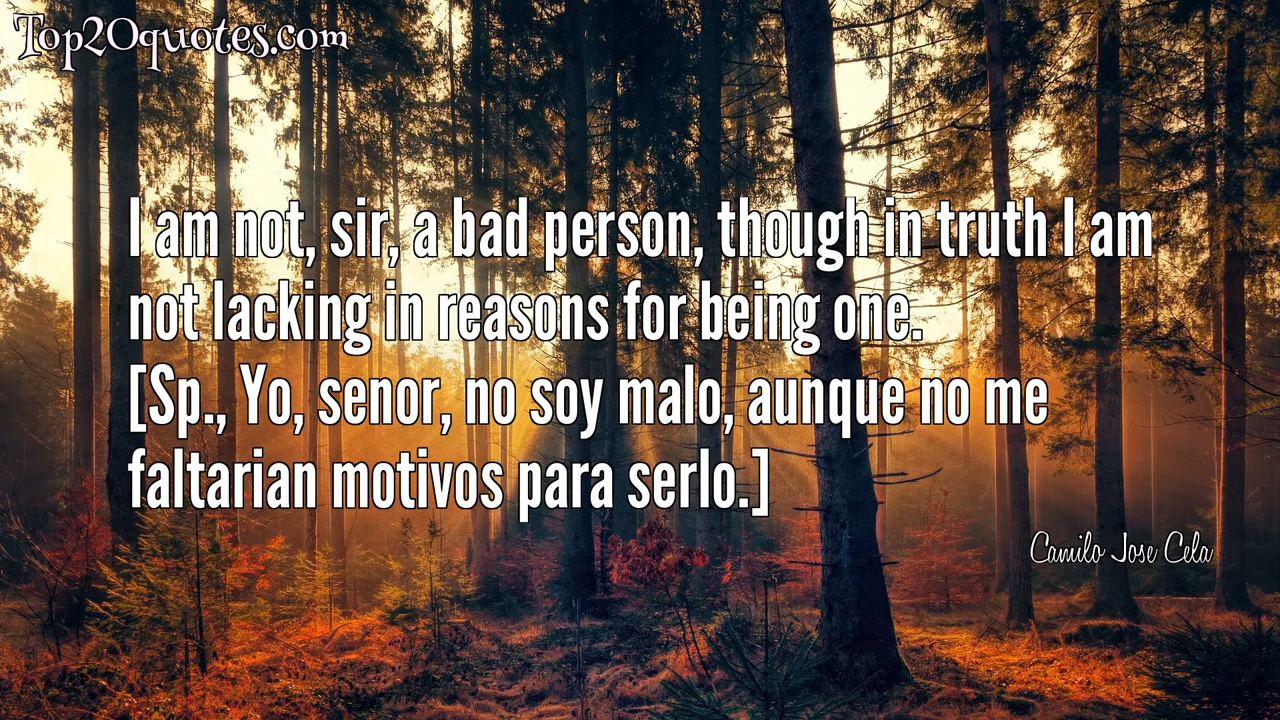 Top20quotes.com
I am not, sir, a bad person, though in truth I am
not lacking in reasons for being one.
[Sp., Yo, senor, no soy malo, aunque no me
faltarian motivos para serlo.]
Camilo Jose Cela